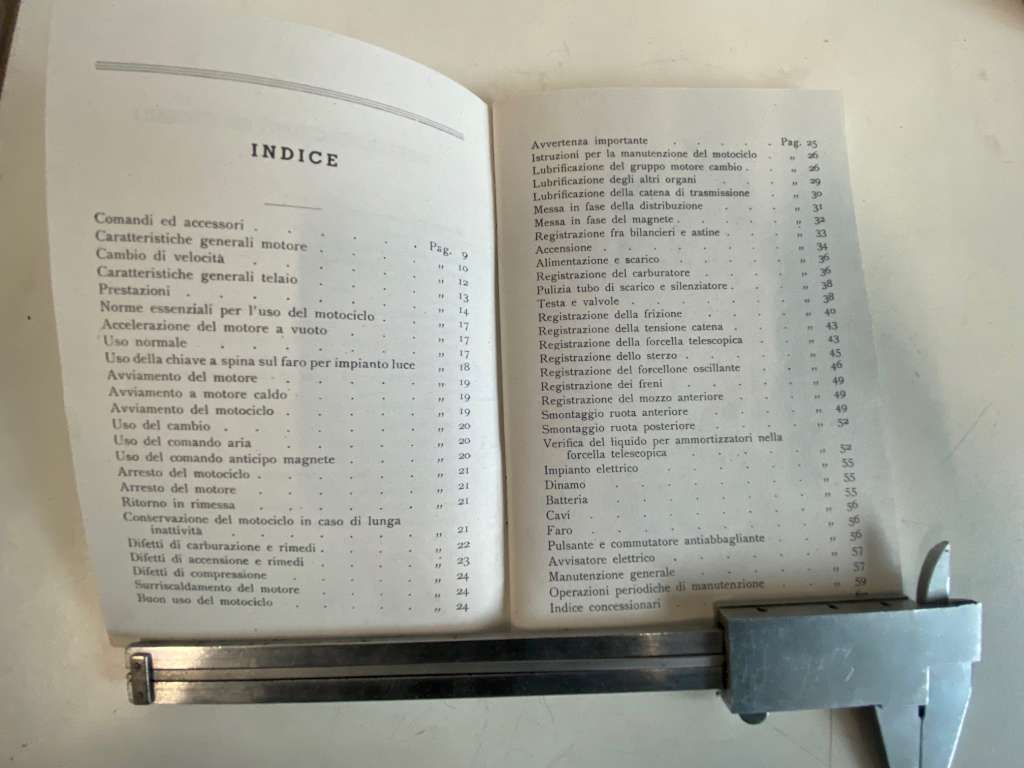 INDICE
Comandi ed accessori . . . . . . Pag. 9
Caratteristiche generali motore . . . . „ 10
Cambio di velocità . . . . . . „ 12
Caratteristiche generali telaio . . . . „ 13
Prestazioni . . . . . . . „ 14
Norme essenziali per l'uso del motociclo . . „ 17
Accelerazione del motore a vuoto . . . „ 17
Uso normale . . . . . . „ 17
Uso della chiave a spina sul faro per impianto luce „ 18
Avviamento del motore . . . . . „ 19
Avviamento a motore caldo . . . . „ 19
Avviamento del motociclo . . . . . „ 19
Uso del cambio . . . . . . „ 20
Uso del comando aria . . . . . „ 20
Uso del comando anticipo magnete . . . „ 20
Arresto del motociclo . . . . . „ 21
Arresto del motore . . . . . „ 21
Ritorno in rimessa . . . . . „ 21
Conservazione del motociclo in caso di lunga
inattività . . . . . . „ 21
Difetti di carburazione e rimedi . . . . „ 22
Difetti di accensione e rimedi . . . . „ 23
Difetti di compressione . . . . . „ 24
Surriscaldamento del motore . . . . „ 24
Buon uso del motociclo . . . . . „ 24
Avvertenza importante . . . . . Pag. 25
Istruzioni per la manutenzione del motociclo . „ 26
Lubrificazione del gruppo motore cambio . . „ 26
Lubrificazione degli altri organi . . . „ 29
Lubrificazione della catena di trasmissione . . „ 30
Messa in fase della distribuzione . . . „ 31
Messa in fase del magnete . . . . „ 32
Registrazione fra bilancieri e astine . . . „ 33
Accensione . . . . . . „ 34
Alimentazione e scarico . . . . „ 36
Registrazione del carburatore . . . . „ 36
Pulizia tubo di scarico e silenziatore . . . „ 38
Testa e valvole . . . . . . „ 38
Registrazione della frizione . . . . „ 40
Registrazione della tensione catena . . . „ 43
Registrazione della forcella telescopica . . „ 43
Registrazione dello sterzo . . . . „ 45
Registrazione del forcellone oscillante . . „ 46
Registrazione dei freni . . . . . „ 49
Registrazione del mozzo anteriore . . . „ 49
Smontaggio ruota anteriore . . . . „ 49
Smontaggio ruota posteriore . . . . „ 52
Verifica del liquido per ammortizzatori nella
forcella telescopica . . . . . „ 52
Impianto elettrico . . . . . „ 55
Dinamo . . . . . . . „ 55
Batteria . . . . . . . „ 55
Cavi . . . . . . . „ 56
Faro . . . . . . . „ 56
Pulsante e commutatore antiabbagliante . . „ 56
Avvisatore elettrico . . . . . „ 57
Manutenzione generale . . . . . „ 57
Operazioni periodiche di manutenzione . . „ 59
Indice concessionari . . . . . „